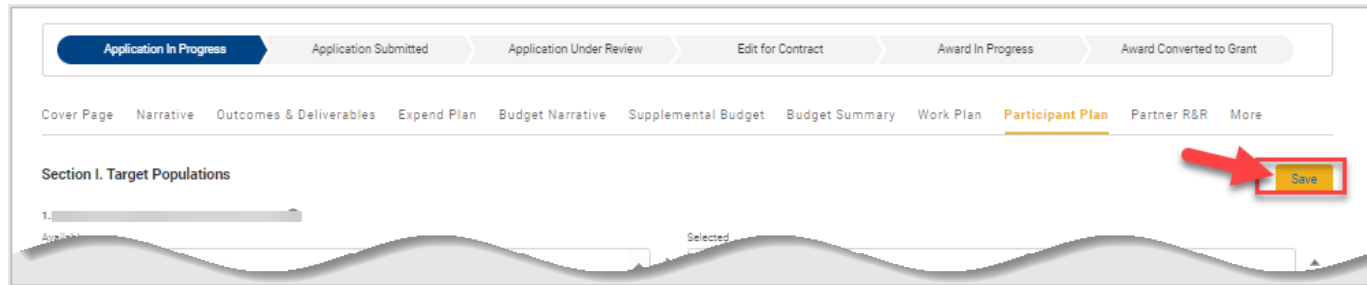 Application In Progress Application Submitted Application Under Review Edit for Contract Award In Progress Award Converted to Grant
Cover Page Narrative Outcomes & Deliverables Expend Plan Budget Narrative Supplemental Budget Budget Summary Work Plan Participant Plan Partner R&R More
Section I. Target Populations Save
1.
Selected